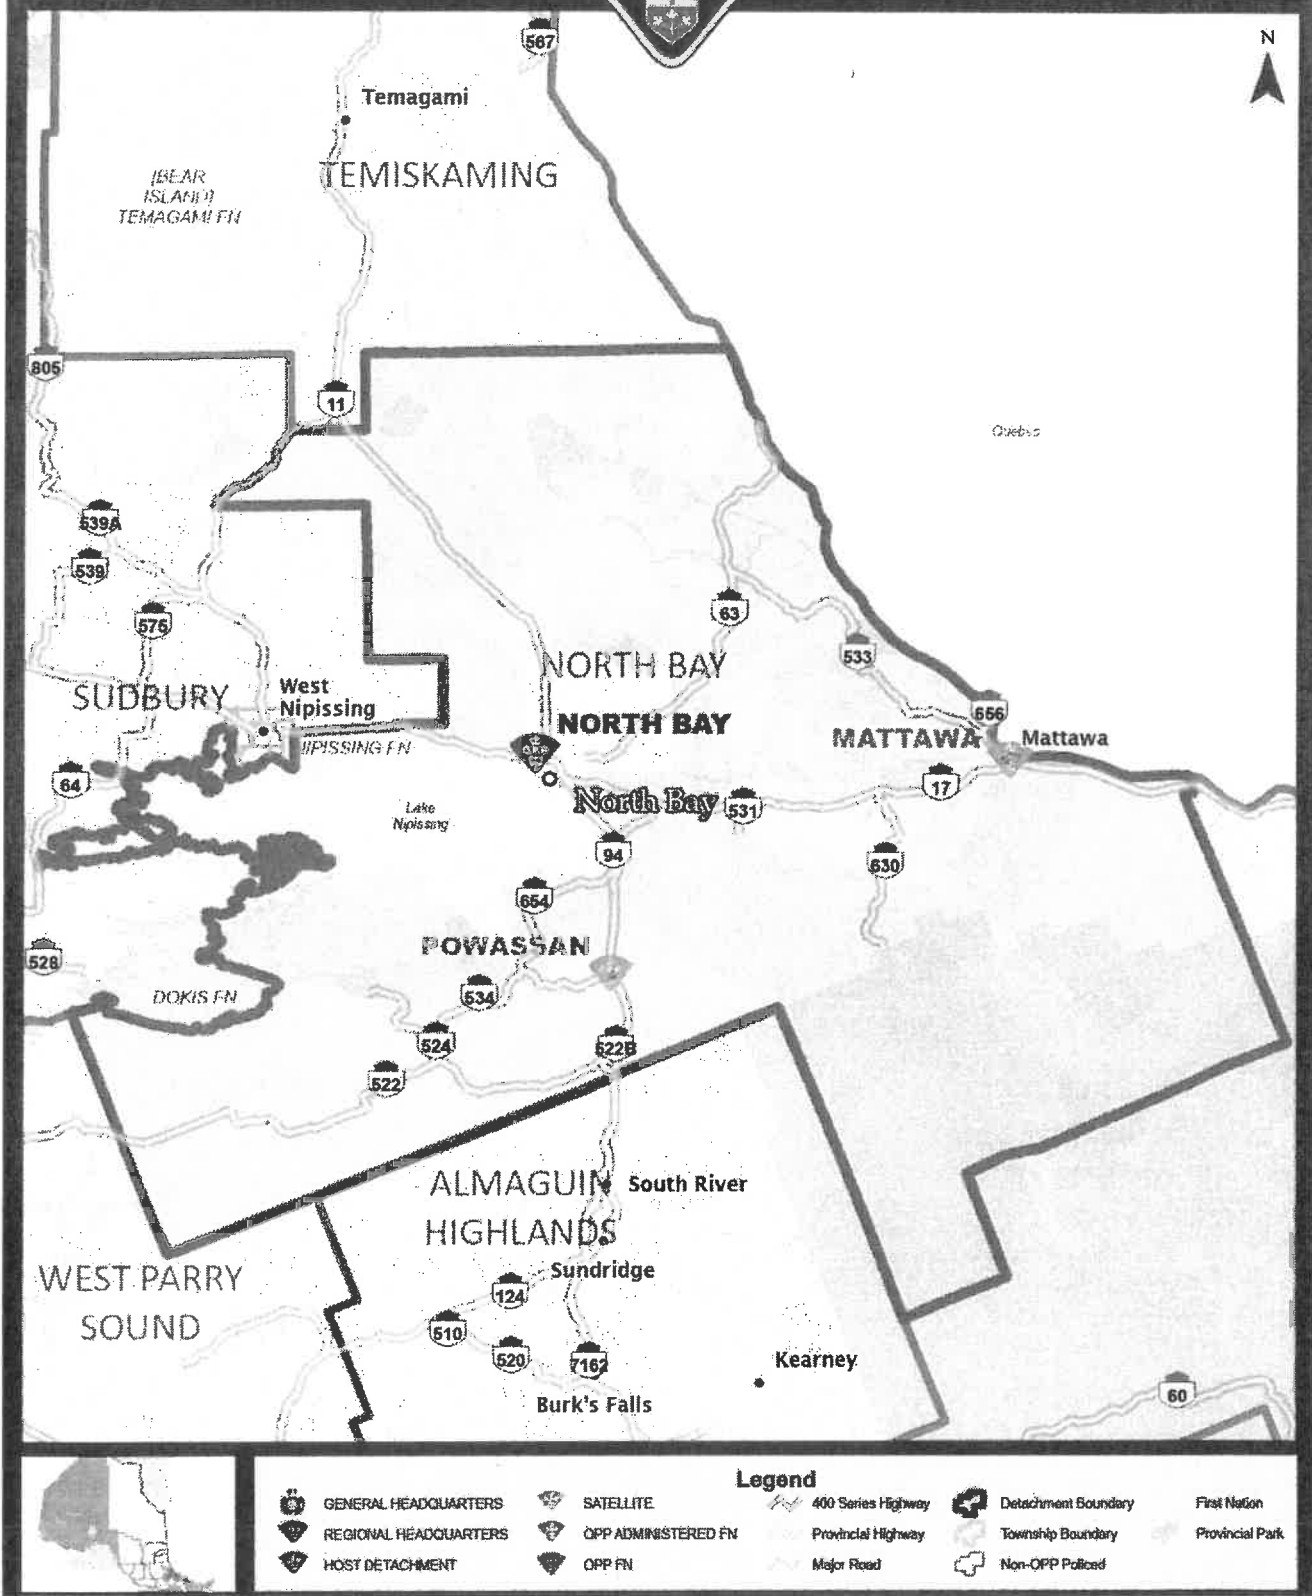 567
N
Temagami
TEMISKAMING
[BEAR
ISLAND]
TEMAGAMI FN
805
11
Quebec
539A
539
575
63
533
SUDBURY
West
Nipissing
NORTH BAY
NORTH BAY
656
MATTAWA
Mattawa
NIPISSING FN
64
17
North Bay
531
Lake
Nipissing
94
630
654
POWASSAN
528
DOKIS FN
534
524
522B
522
ALMAGUIN
HIGHLANDS
South River
Sundridge
WEST PARRY
SOUND
124
510
520
7162
Kearney
Burk's Falls
60
Legend
GENERAL HEADQUARTERS
REGIONAL HEADQUARTERS
HOST DETACHMENT
SATELLITE
OPP ADMINISTERED FN
OPP FN
400 Series Highway
Provincial Highway
Major Road
Detachment Boundary
Township Boundary
Non-OPP Policed
First Nation
Provincial Park